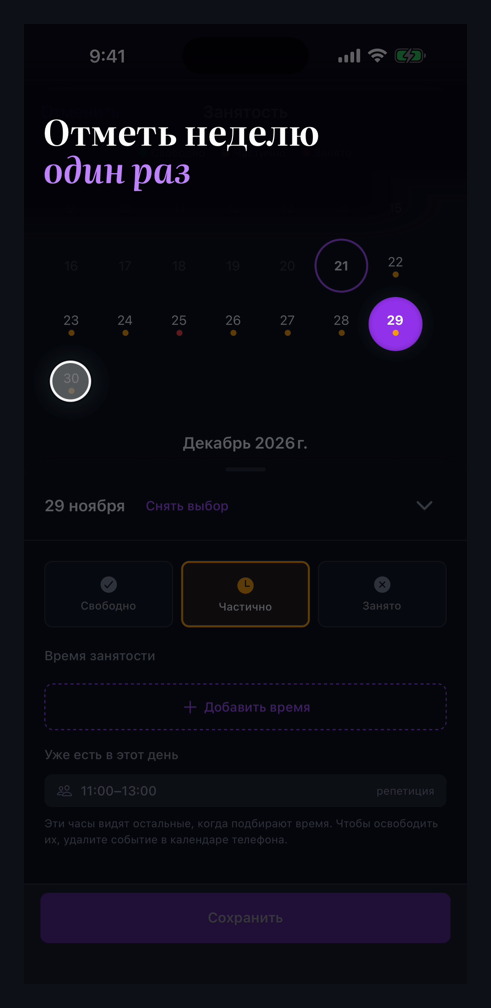 9:41
Занятость
Отметь неделю
один раз
16 17 18 19 20 21 22
23 24 25 26 27 28 29
30
Декабрь 2026 г.
29 ноября Снять выбор
Свободно Частично Занято
Время занятости
+ Добавить время
Уже есть в этот день
11:00–13:00 репетиция
Эти часы видят остальные, когда подбирают время. Чтобы освободить
их, удалите событие в календаре телефона.
Сохранить